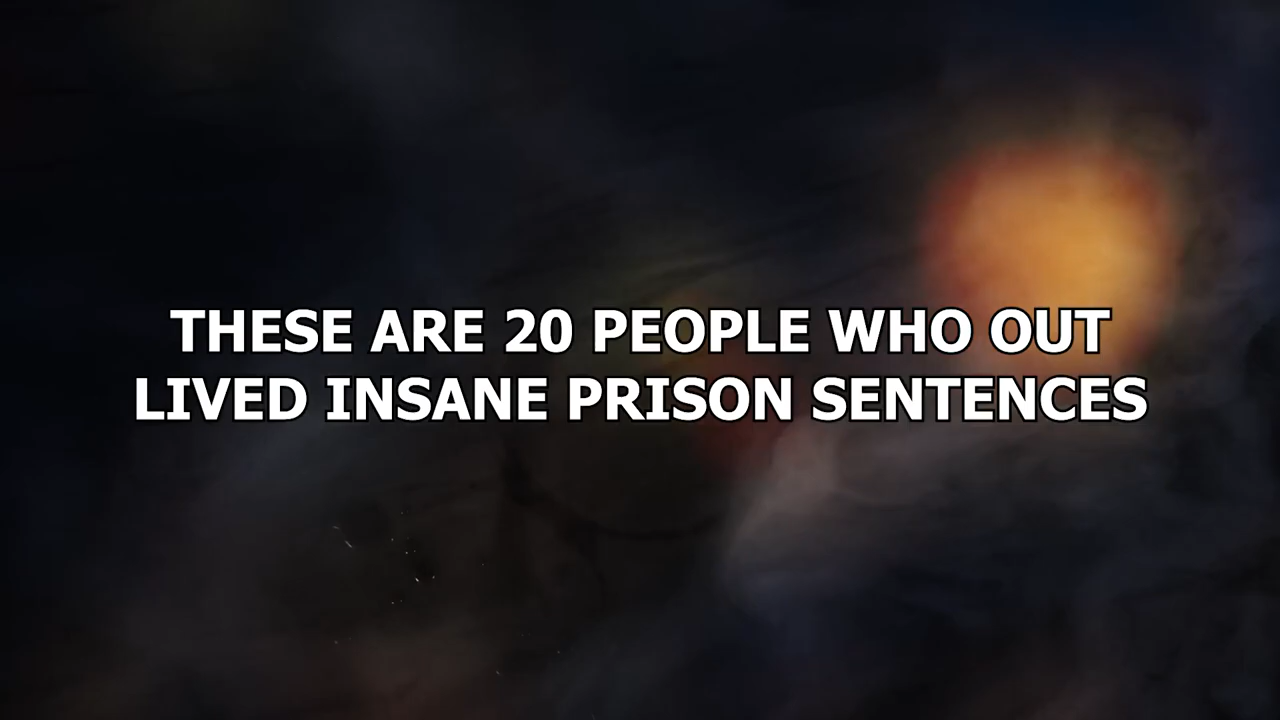 THESE ARE 20 PEOPLE WHO OUT
LIVED INSANE PRISON SENTENCES